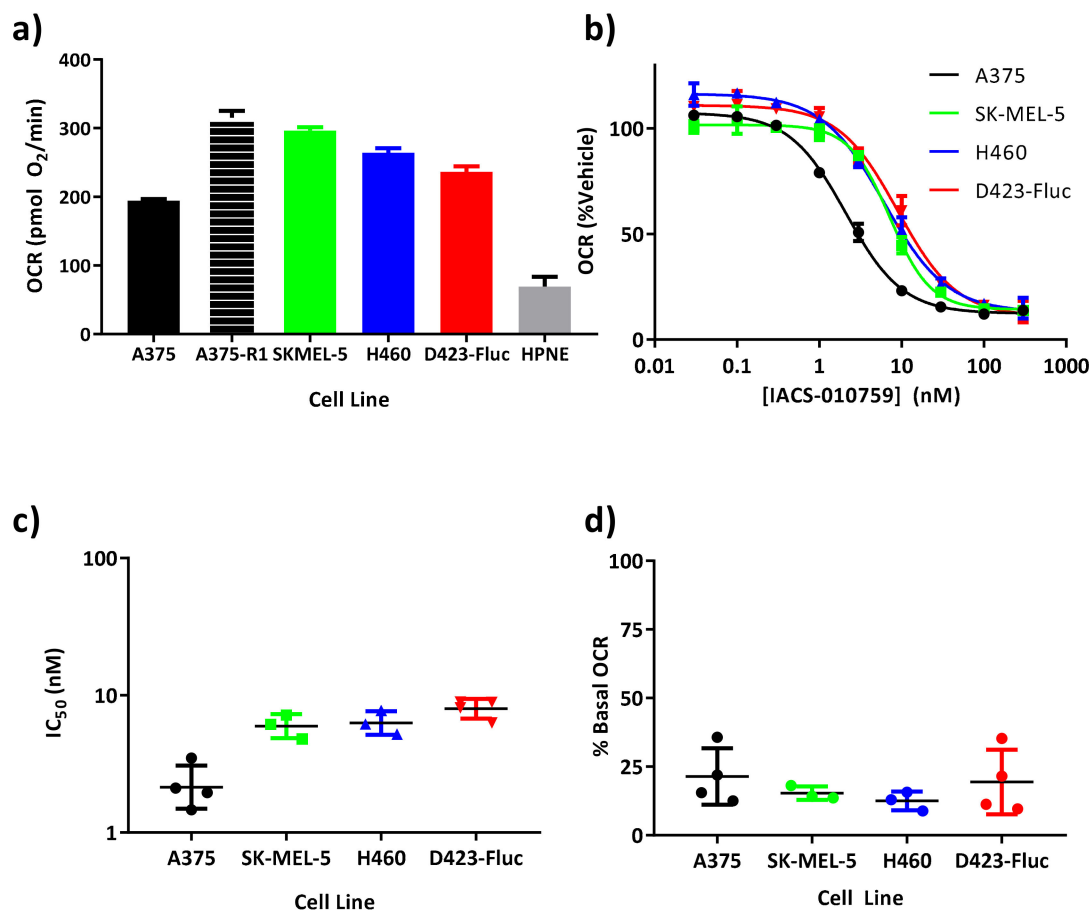 a)
400
300
200
100
0
OCR (pmol O₂/min)
A375 A375-R1 SKMEL-5 H460 D423-Fluc HPNE
Cell Line
b)
A375
SK-MEL-5
H460
D423-Fluc
100
50
0
OCR (%Vehicle)
0.01 0.1 1 10 100 1000
[IACS-010759] (nM)
c)
100
10
1
IC₅₀ (nM)
A375 SK-MEL-5 H460 D423-Fluc
Cell Line
d)
100
75
50
25
0
% Basal OCR
A375 SK-MEL-5 H460 D423-Fluc
Cell Line